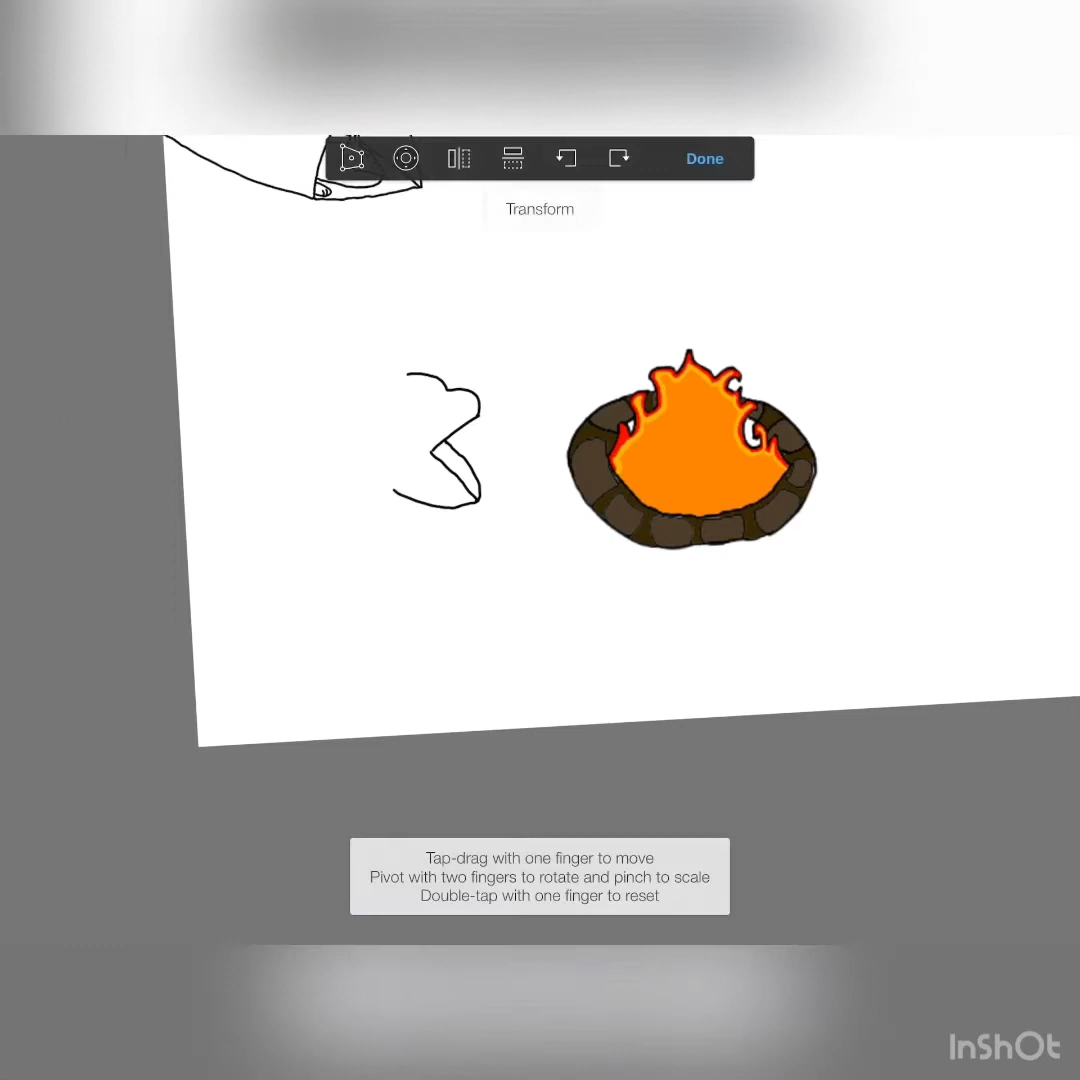 Done
Transform
Tap-drag with one finger to move
Pivot with two fingers to rotate and pinch to scale
Double-tap with one finger to reset
InShOt